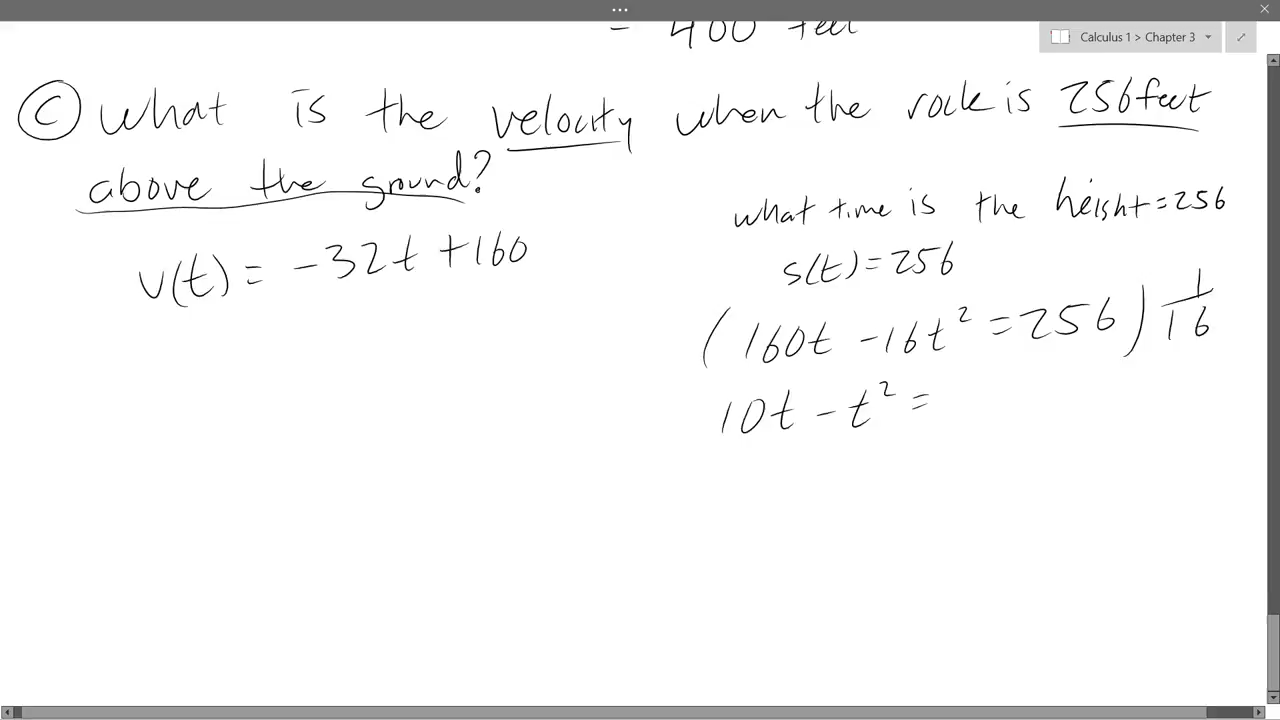 Calculus 1 > Chapter 3
= 400 feet
C What is the velocity when the rock is 256 feet
above the ground?
what time is the height = 256
v(t) = -32t + 160
s(t) = 256
(160t - 16t² = 256) 1/16
10t - t² =